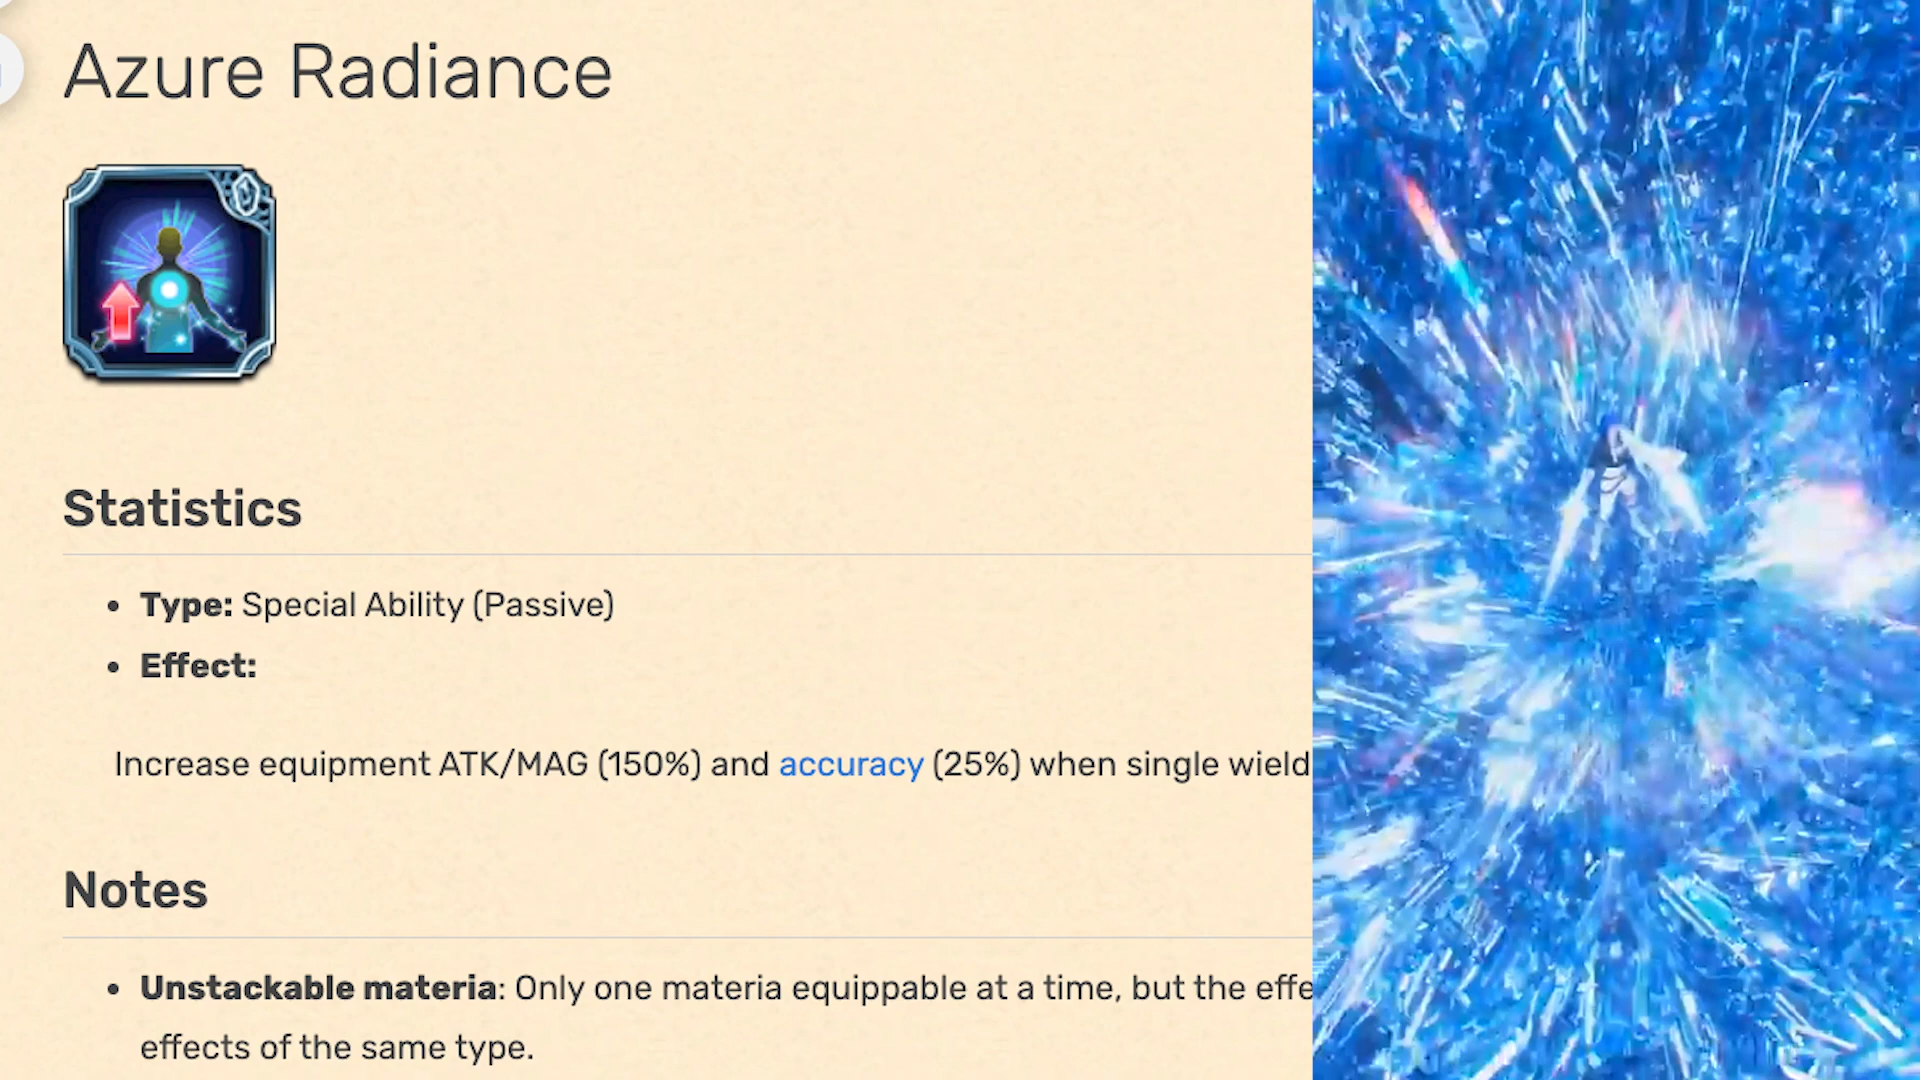 Azure Radiance
Statistics
Type: Special Ability (Passive)
Effect:
Increase equipment ATK/MAG (150%) and accuracy (25%) when single wield
Notes
Unstackable materia: Only one materia equippable at a time, but the effe
effects of the same type.